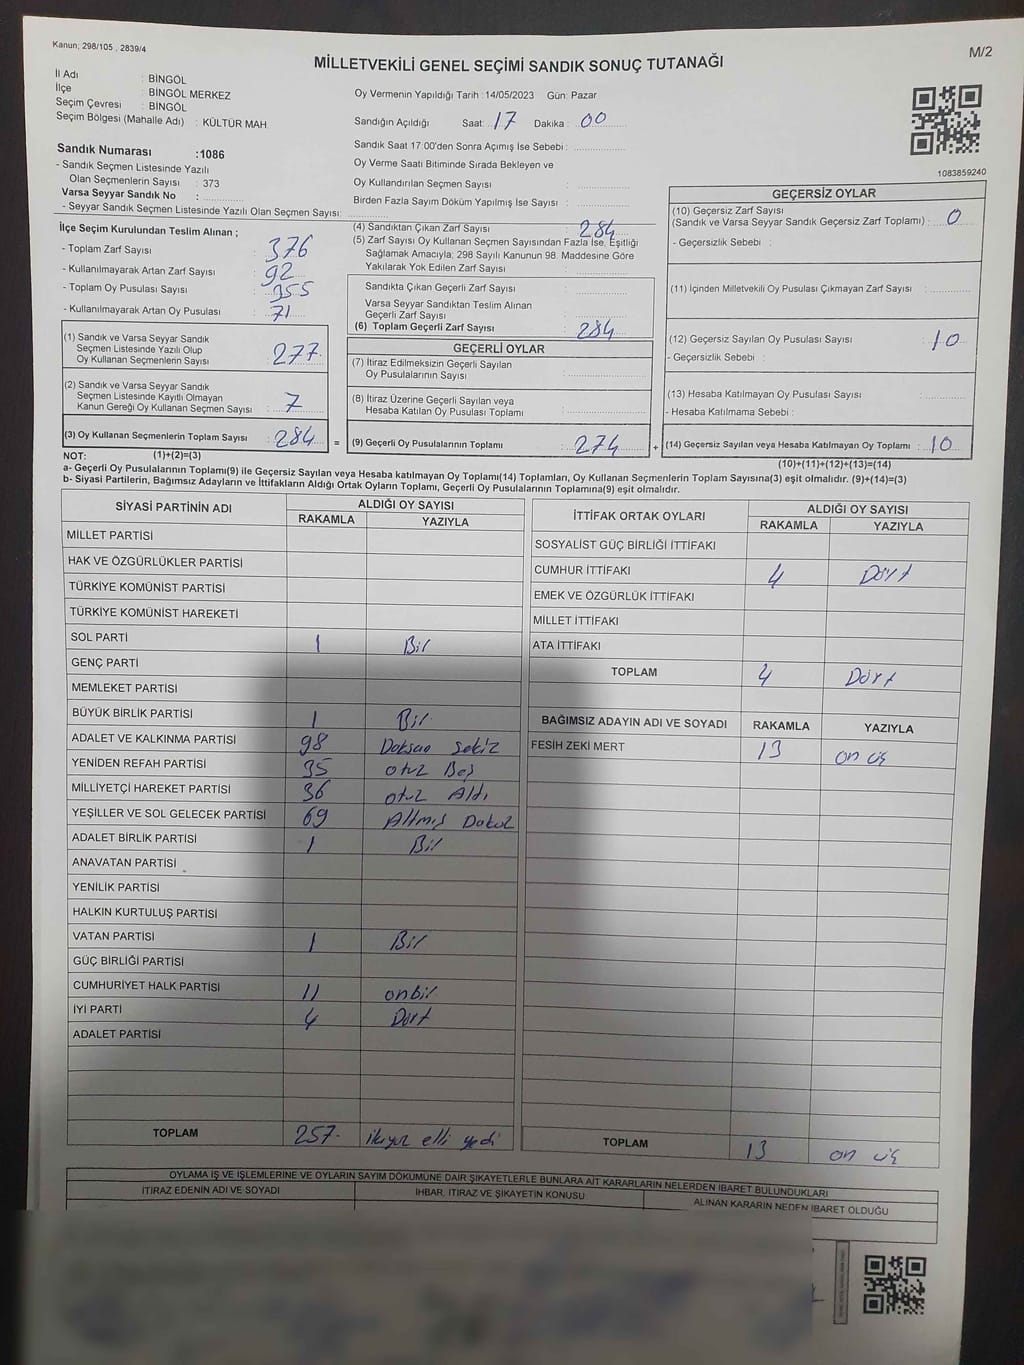 Kanun; 298/105 , 2839/4
M/2
MİLLETVEKİLİ GENEL SEÇİMİ SANDIK SONUÇ TUTANAĞI
İl Adı : BİNGÖL
İlçe : BİNGÖL MERKEZ
Seçim Çevresi : BİNGÖL
Seçim Bölgesi (Mahalle Adı) : KÜLTÜR MAH.
Oy Vermenin Yapıldığı Tarih :14/05/2023 Gün: Pazar
Sandığın Açıldığı Saat: 17 Dakika : 00
Sandık Saat 17:00'den Sonra Açımış İse Sebebi :
Oy Verme Saati Bitiminde Sırada Bekleyen ve
Oy Kullandırılan Seçmen Sayısı :
Birden Fazla Sayım Döküm Yapılmış İse Sayısı :
1083859240
Sandık Numarası :1086
- Sandık Seçmen Listesinde Yazılı
Olan Seçmenlerin Sayısı : 373
Varsa Seyyar Sandık No :
- Seyyar Sandık Seçmen Listesinde Yazılı Olan Seçmen Sayısı:
İlçe Seçim Kurulundan Teslim Alınan ;
- Toplam Zarf Sayısı : 376
- Kullanılmayarak Artan Zarf Sayısı : 92
- Toplam Oy Pusulası Sayısı : 355
- Kullanılmayarak Artan Oy Pusulası : 71
(1) Sandık ve Varsa Seyyar Sandık
Seçmen Listesinde Yazılı Olup
Oy Kullanan Seçmenlerin Sayısı : 277
(2) Sandık ve Varsa Seyyar Sandık
Seçmen Listesinde Kayıtlı Olmayan
Kanun Gereği Oy Kullanan Seçmen Sayısı : 7
(3) Oy Kullanan Seçmenlerin Toplam Sayısı : 284 =
(4) Sandıktan Çıkan Zarf Sayısı : 284
(5) Zarf Sayısı Oy Kullanan Seçmen Sayısından Fazla İse, Eşitliği
Sağlamak Amacıyla; 298 Sayılı Kanunun 98. Maddesine Göre
Yakılarak Yok Edilen Zarf Sayısı :
Sandıkta Çıkan Geçerli Zarf Sayısı :
Varsa Seyyar Sandıktan Teslim Alınan
Geçerli Zarf Sayısı :
(6) Toplam Geçerli Zarf Sayısı : 284
GEÇERLİ OYLAR
(7) İtiraz Edilmeksizin Geçerli Sayılan
Oy Pusulalarının Sayısı :
(8) İtiraz Üzerine Geçerli Sayılan veya
Hesaba Katılan Oy Pusulası Toplamı :
(9) Geçerli Oy Pusulalarının Toplamı : 274 +
GEÇERSİZ OYLAR
(10) Geçersiz Zarf Sayısı
(Sandık ve Varsa Seyyar Sandık Geçersiz Zarf Toplamı) : 0
- Geçersizlik Sebebi :
(11) İçinden Milletvekili Oy Pusulası Çıkmayan Zarf Sayısı :
(12) Geçersiz Sayılan Oy Pusulası Sayısı : 10
- Geçersizlik Sebebi :
(13) Hesaba Katılmayan Oy Pusulası Sayısı :
- Hesaba Katılmama Sebebi :
(14) Geçersiz Sayılan veya Hesaba Katılmayan Oy Toplamı : 10
NOT: (1)+(2)=(3)
(10)+(11)+(12)+(13)=(14)
a- Geçerli Oy Pusulalarının Toplamı(9) ile Geçersiz Sayılan veya Hesaba katılmayan Oy Toplamı(14) Toplamları, Oy Kullanan Seçmenlerin Toplam Sayısına(3) eşit olmalıdır. (9)+(14)=(3)
b- Siyasi Partilerin, Bağımsız Adayların ve İttifakların Aldığı Ortak Oyların Toplamı, Geçerli Oy Pusulalarının Toplamına(9) eşit olmalıdır.
SİYASİ PARTİNİN ADI ALDIĞI OY SAYISI
RAKAMLA YAZIYLA
MİLLET PARTİSİ
HAK VE ÖZGÜRLÜKLER PARTİSİ
TÜRKİYE KOMÜNİST PARTİSİ
TÜRKİYE KOMÜNİST HAREKETİ
SOL PARTİ 1 Bir
GENÇ PARTİ
MEMLEKET PARTİSİ
BÜYÜK BİRLİK PARTİSİ 1 Bir
ADALET VE KALKINMA PARTİSİ 98 Doksan Sekiz
YENİDEN REFAH PARTİSİ 35 otuz Beş
MİLLİYETÇİ HAREKET PARTİSİ 36 otuz Altı
YEŞİLLER VE SOL GELECEK PARTİSİ 69 Altmış Dokuz
ADALET BİRLİK PARTİSİ 1 Bir
ANAVATAN PARTİSİ
YENİLİK PARTİSİ
HALKIN KURTULUŞ PARTİSİ
VATAN PARTİSİ 1 Bir
GÜÇ BİRLİĞİ PARTİSİ
CUMHURİYET HALK PARTİSİ 11 onbir
İYİ PARTİ 4 Dört
ADALET PARTİSİ
TOPLAM 257 ikiyüz elli yedi
İTTİFAK ORTAK OYLARI ALDIĞI OY SAYISI
RAKAMLA YAZIYLA
SOSYALİST GÜÇ BİRLİĞİ İTTİFAKI
CUMHUR İTTİFAKI 4 Dört
EMEK VE ÖZGÜRLÜK İTTİFAKI
MİLLET İTTİFAKI
ATA İTTİFAKI
TOPLAM 4 Dört
BAĞIMSIZ ADAYIN ADI VE SOYADI RAKAMLA YAZIYLA
FESİH ZEKİ MERT 13 on üç
TOPLAM 13 on üç
OYLAMA İŞ VE İŞLEMLERİNE VE OYLARIN SAYIM DÖKÜMÜNE DAİR ŞİKAYETLERLE BUNLARA AİT KARARLARIN NELERDEN İBARET BULUNDUKLARI
İTİRAZ EDENİN ADI VE SOYADI İHBAR, İTİRAZ VE ŞİKAYETİN KONUSU ALINAN KARARIN NEDEN İBARET OLDUĞU